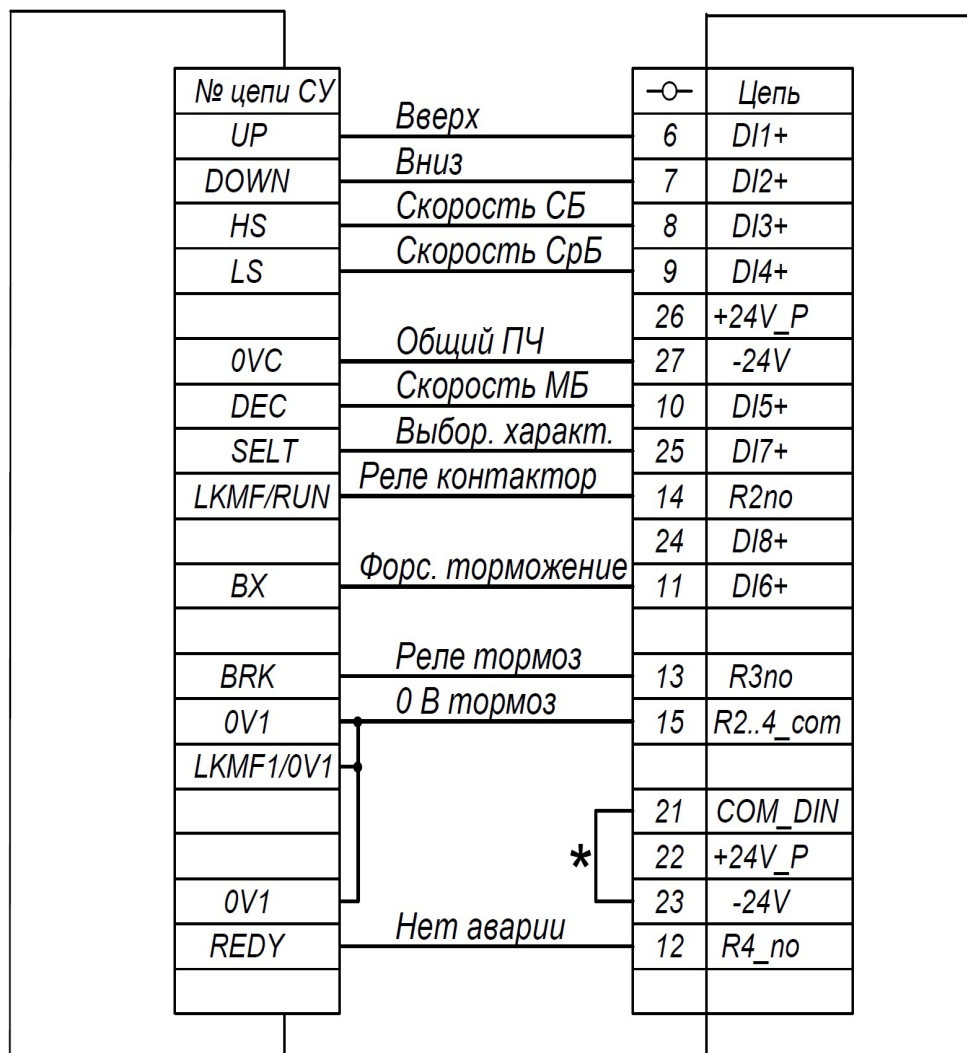 № цепи СУ Цепь
UP Вверх 6 DI1+
DOWN Вниз 7 DI2+
HS Скорость СБ 8 DI3+
LS Скорость СрБ 9 DI4+
26 +24V_P
0VC Общий ПЧ 27 -24V
DEC Скорость МБ 10 DI5+
SELT Выбор. характ. 25 DI7+
LKMF/RUN Реле контактор 14 R2no
24 DI8+
BX Форс. торможение 11 DI6+
BRK Реле тормоз 13 R3no
0V1 0 В тормоз 15 R2..4_com
LKMF1/0V1
21 COM_DIN
* 22 +24V_P
0V1 23 -24V
REDY Нет аварии 12 R4_no